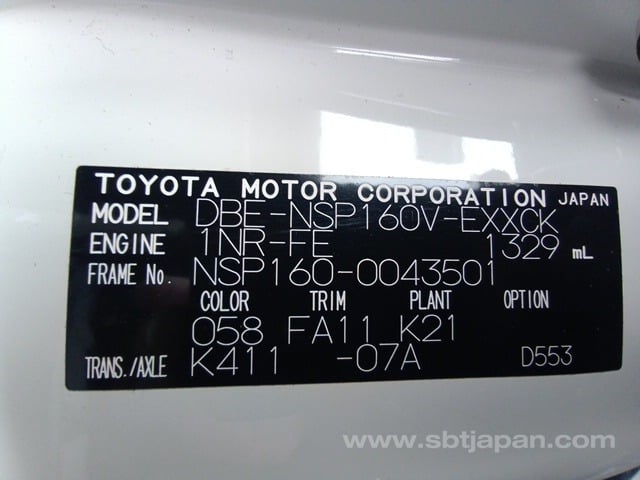 TOYOTA MOTOR CORPORATION JAPAN
MODEL DBE-NSP160V-EXXCK
ENGINE 1NR-FE 1329 mL
FRAME No. NSP160-0043501
COLOR TRIM PLANT OPTION
058 FA11 K21
TRANS./AXLE K411 -07A D553
www.sbtjapan.com